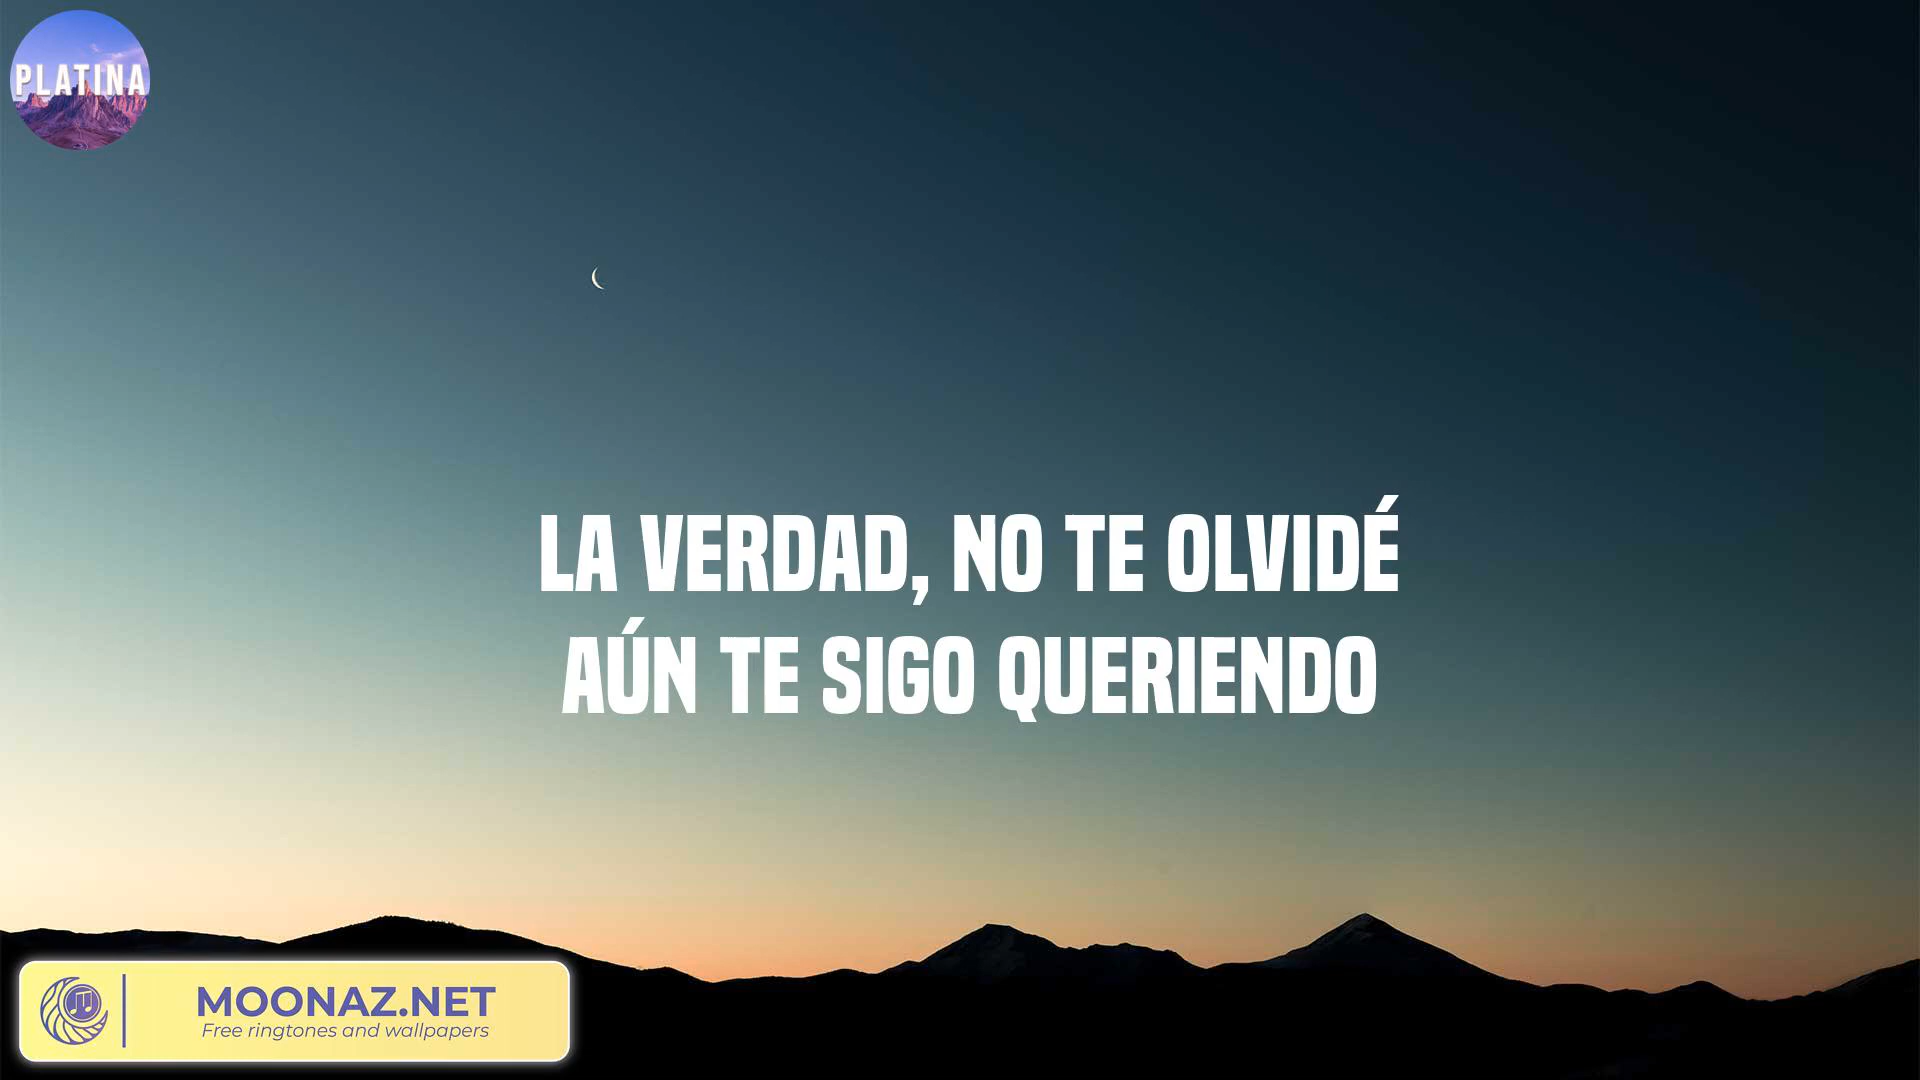 PLATINA
LA VERDAD, NO TE OLVIDÉ
AÚN TE SIGO QUERIENDO
MOONAZ.NET
Free ringtones and wallpapers